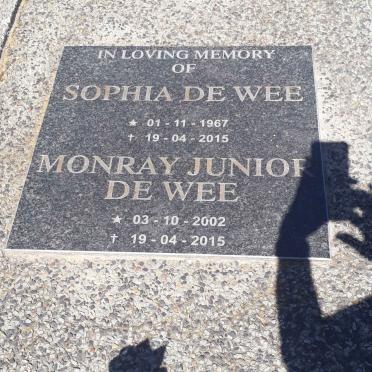 IN LOVING MEMORY
OF
SOPHIA DE WEE
★ 01 - 11 - 1967
† 19 - 04 - 2015
MONRAY JUNIOR
DE WEE
★ 03 - 10 - 2002
† 19 - 04 - 2015